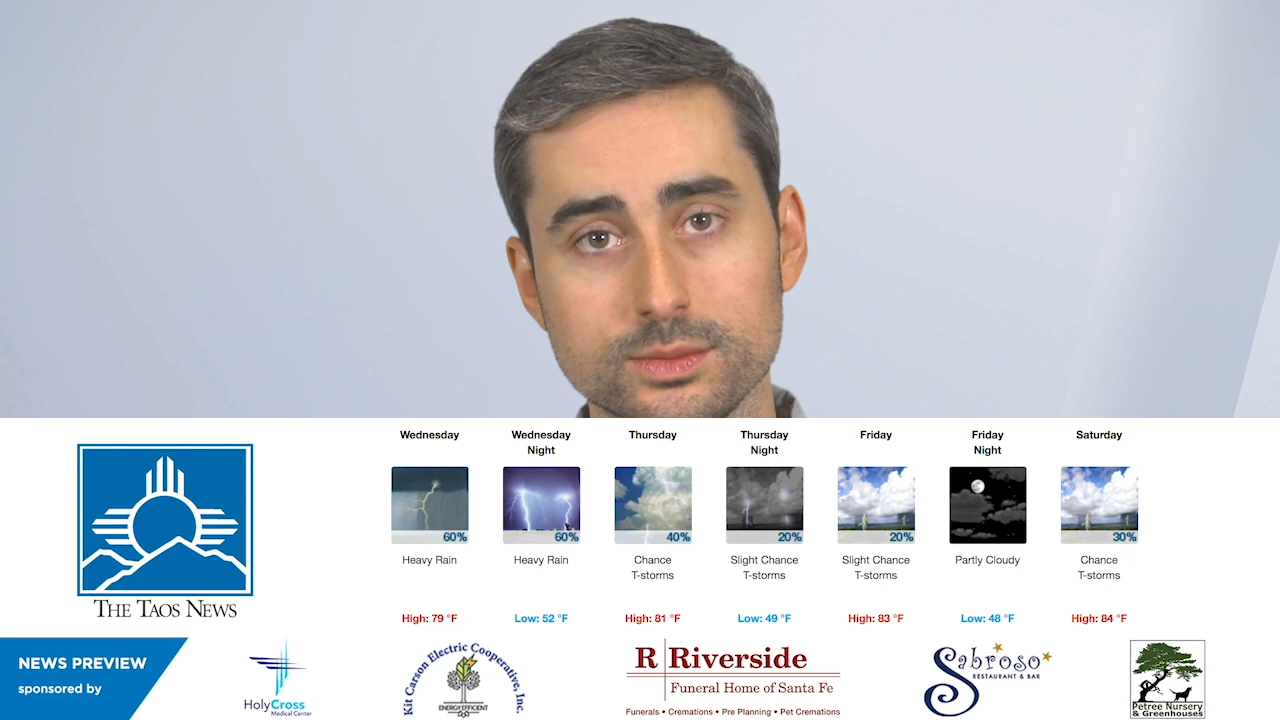 Wednesday
Wednesday
Night
Thursday
Thursday
Night
Friday
Friday
Night
Saturday
60%
60%
40%
20%
20%
30%
Heavy Rain
Heavy Rain
Chance
T-storms
Slight Chance
T-storms
Slight Chance
T-storms
Partly Cloudy
Chance
T-storms
High: 79 °F
Low: 52 °F
High: 81 °F
Low: 49 °F
High: 83 °F
Low: 48 °F
High: 84 °F
THE TAOS NEWS
NEWS PREVIEW
sponsored by
HolyCross
Medical Center
Kit Carson Electric Cooperative, Inc.
ENERGY EFFICIENT
R Riverside
Funeral Home of Santa Fe
Funerals • Cremations • Pre Planning • Pet Cremations
Sabroso
RESTAURANT & BAR
Petree Nursery
& Greenhouses